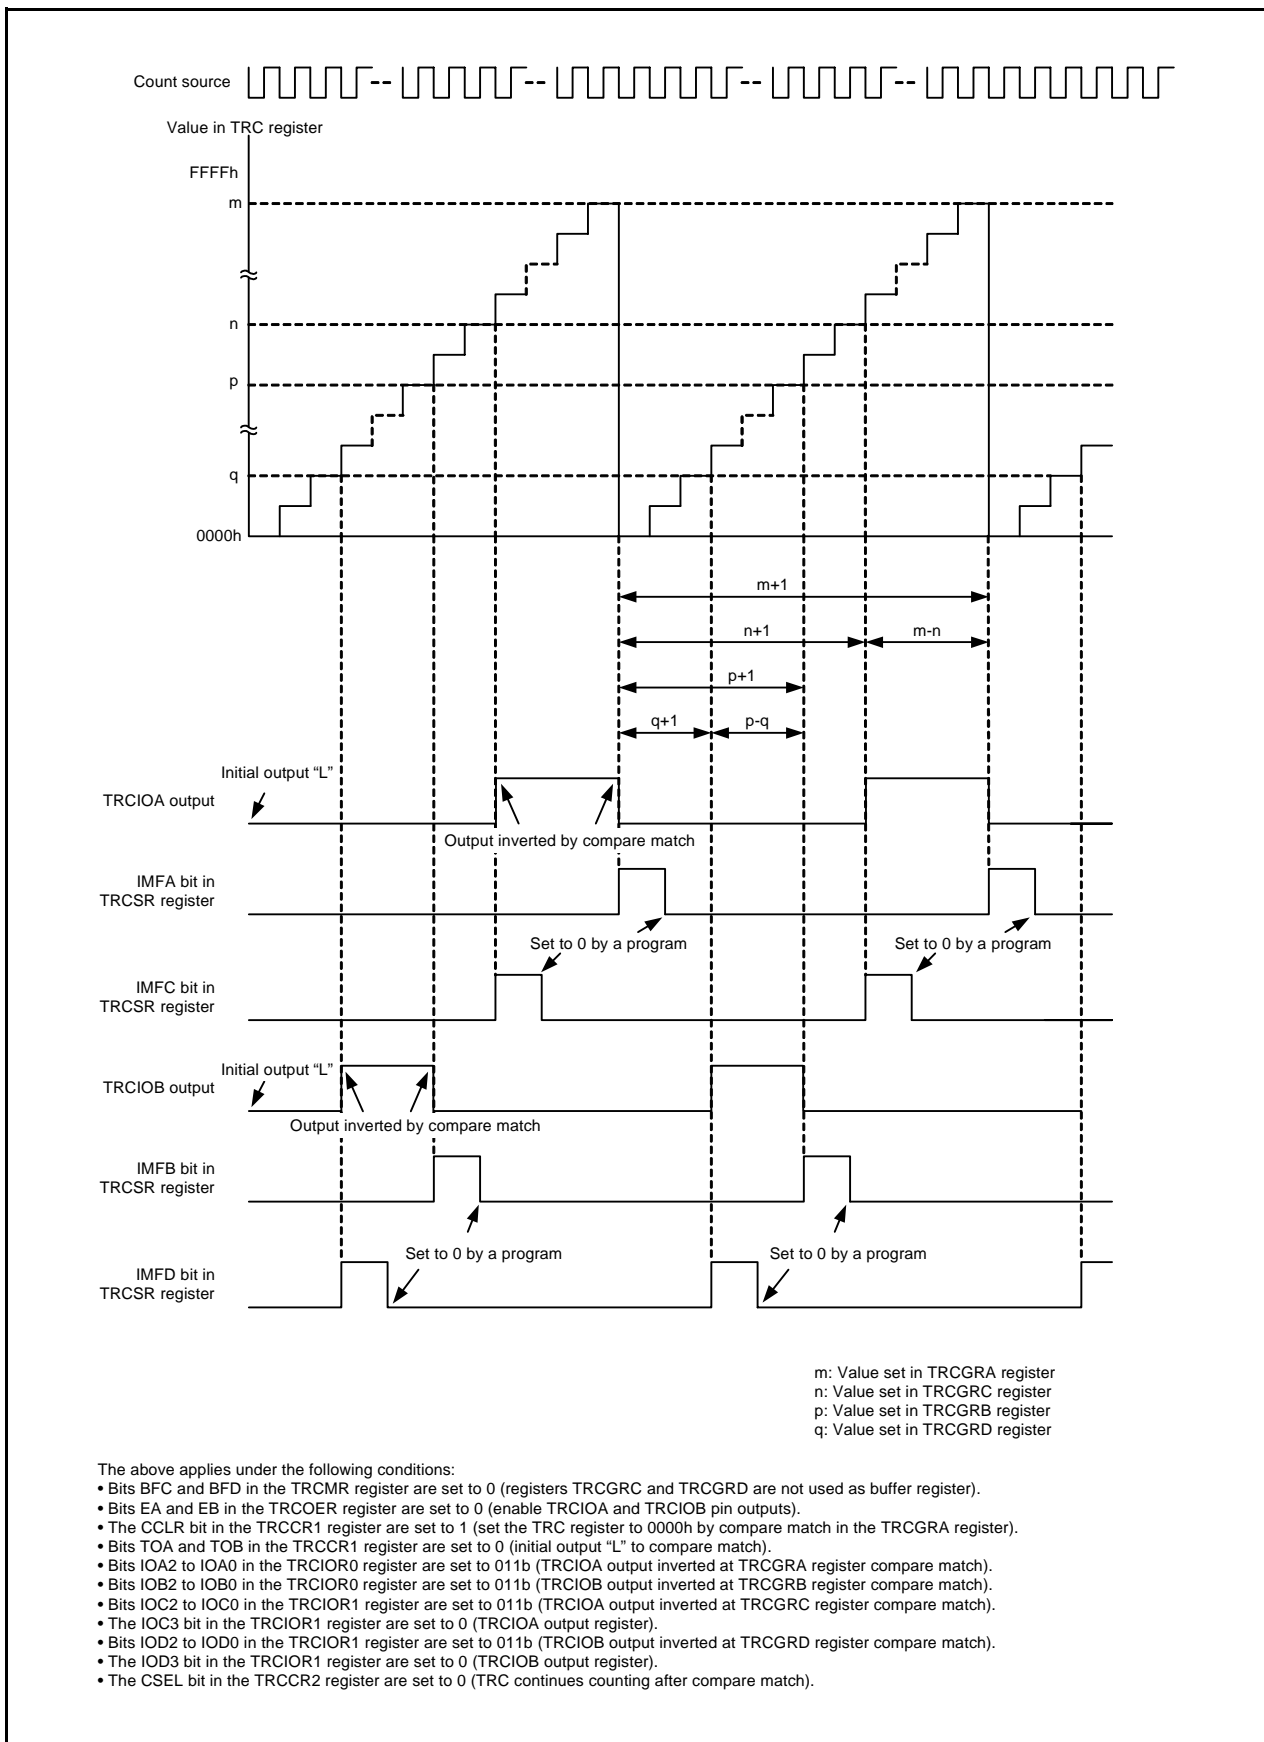 Count source
Value in TRC register
FFFFh
m
n
p
q
0000h
m+1
n+1
m-n
p+1
q+1
p-q
Initial output “L”
TRCIOA output
Output inverted by compare match
IMFA bit in
TRCSR register
Set to 0 by a program
Set to 0 by a program
IMFC bit in
TRCSR register
Initial output “L”
TRCIOB output
Output inverted by compare match
IMFB bit in
TRCSR register
Set to 0 by a program
Set to 0 by a program
IMFD bit in
TRCSR register
m: Value set in TRCGRA register
n: Value set in TRCGRC register
p: Value set in TRCGRB register
q: Value set in TRCGRD register
The above applies under the following conditions:
• Bits BFC and BFD in the TRCMR register are set to 0 (registers TRCGRC and TRCGRD are not used as buffer register).
• Bits EA and EB in the TRCOER register are set to 0 (enable TRCIOA and TRCIOB pin outputs).
• The CCLR bit in the TRCCR1 register are set to 1 (set the TRC register to 0000h by compare match in the TRCGRA register).
• Bits TOA and TOB in the TRCCR1 register are set to 0 (initial output “L” to compare match).
• Bits IOA2 to IOA0 in the TRCIOR0 register are set to 011b (TRCIOA output inverted at TRCGRA register compare match).
• Bits IOB2 to IOB0 in the TRCIOR0 register are set to 011b (TRCIOB output inverted at TRCGRB register compare match).
• Bits IOC2 to IOC0 in the TRCIOR1 register are set to 011b (TRCIOA output inverted at TRCGRC register compare match).
• The IOC3 bit in the TRCIOR1 register are set to 0 (TRCIOA output register).
• Bits IOD2 to IOD0 in the TRCIOR1 register are set to 011b (TRCIOB output inverted at TRCGRD register compare match).
• The IOD3 bit in the TRCIOR1 register are set to 0 (TRCIOB output register).
• The CSEL bit in the TRCCR2 register are set to 0 (TRC continues counting after compare match).